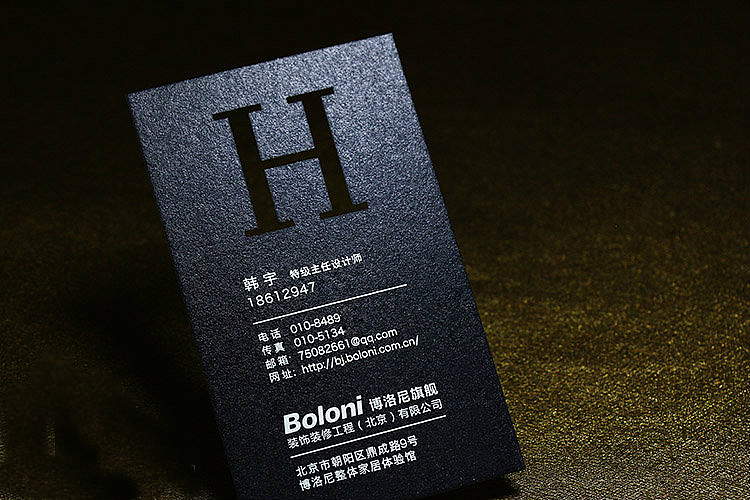 H
韩宇 特级主任设计师
18612947
电话 010-8489
传真 010-5134
邮箱: 75082661@qq.com
网址: http://bj.boloni.com.cn/
Boloni 博洛尼旗舰
装饰装修工程(北京)有限公司
北京市朝阳区鼎成路9号
博洛尼整体家居体验馆